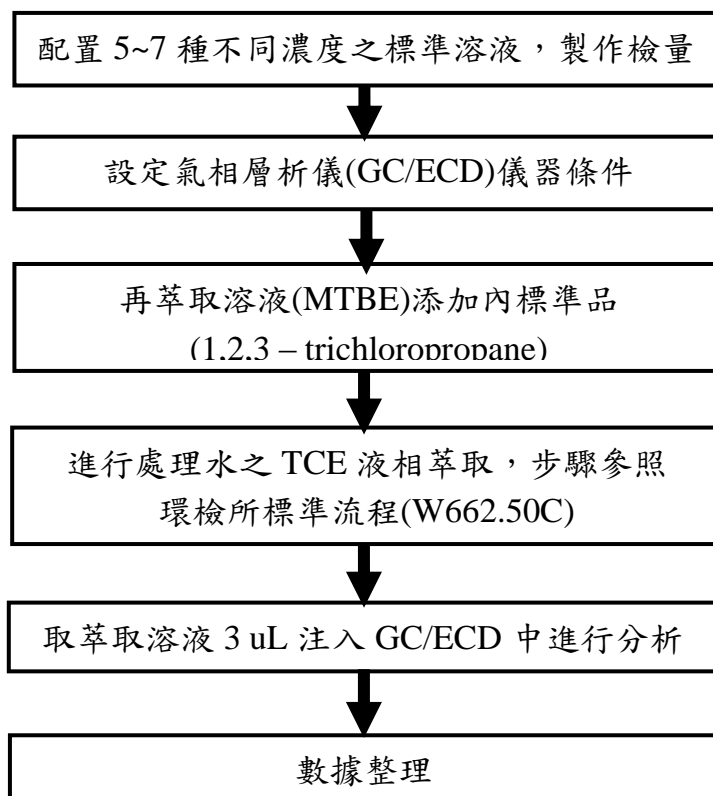 配置 5~7 種不同濃度之標準溶液，製作檢量
設定氣相層析儀(GC/ECD)儀器條件
再萃取溶液(MTBE)添加內標準品
(1,2,3 – trichloropropane)
進行處理水之 TCE 液相萃取，步驟參照
環檢所標準流程(W662.50C)
取萃取溶液 3 uL 注入 GC/ECD 中進行分析
數據整理